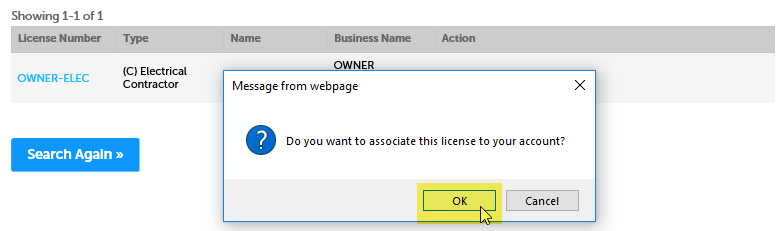 Showing 1-1 of 1
License Number Type Name Business Name Action
OWNER-ELEC (C) Electrical Contractor OWNER
Message from webpage
Do you want to associate this license to your account?
OK Cancel
Search Again »